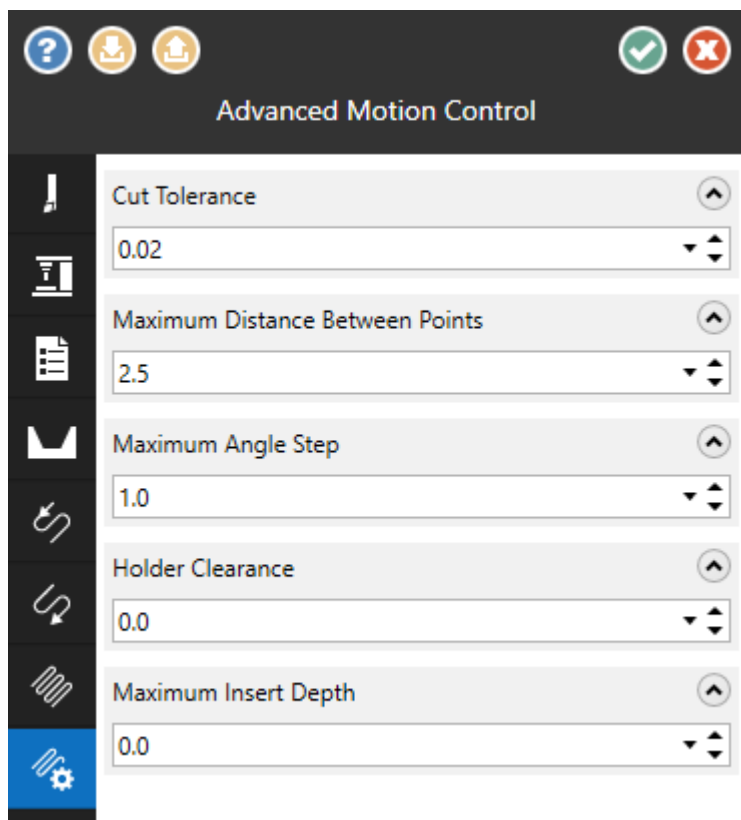 ?
Advanced Motion Control
Cut Tolerance
0.02
Maximum Distance Between Points
2.5
Maximum Angle Step
1.0
Holder Clearance
0.0
Maximum Insert Depth
0.0